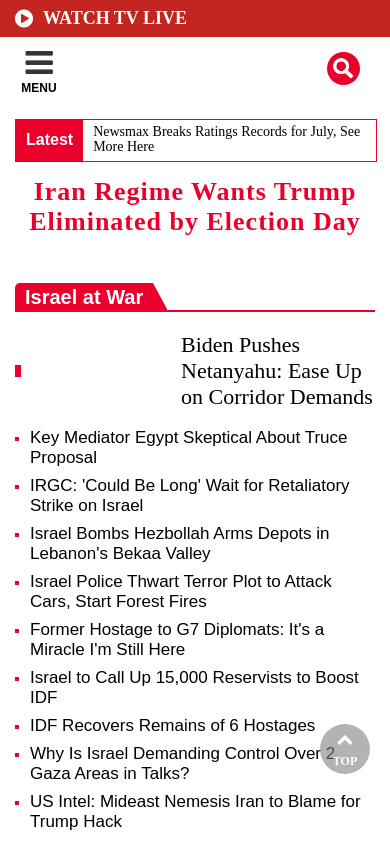 WATCH TV LIVE
MENU
Latest
Newsmax Breaks Ratings Records for July, See
More Here
Iran Regime Wants Trump
Eliminated by Election Day
Israel at War
Biden Pushes
Netanyahu: Ease Up
on Corridor Demands
Key Mediator Egypt Skeptical About Truce
Proposal
IRGC: 'Could Be Long' Wait for Retaliatory
Strike on Israel
Israel Bombs Hezbollah Arms Depots in
Lebanon's Bekaa Valley
Israel Police Thwart Terror Plot to Attack
Cars, Start Forest Fires
Former Hostage to G7 Diplomats: It's a
Miracle I'm Still Here
Israel to Call Up 15,000 Reservists to Boost
IDF
IDF Recovers Remains of 6 Hostages
Why Is Israel Demanding Control Over 2
Gaza Areas in Talks?
TOP
US Intel: Mideast Nemesis Iran to Blame for
Trump Hack